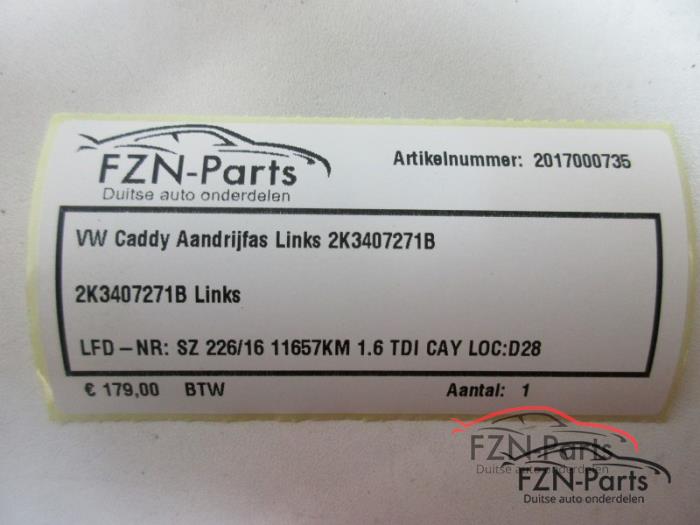 FZN-Parts
Duitse auto onderdelen
Artikelnummer: 2017000735
VW Caddy Aandrijfas Links 2K3407271B
2K3407271B Links
LFD-NR: SZ 226/16 11657KM 1.6 TDI CAY LOC:D28
€ 179,00 BTW Aantal: 1
FZN-Parts
Duitse auto onderdelen
FZN-Parts
Duitse auto onderdelen